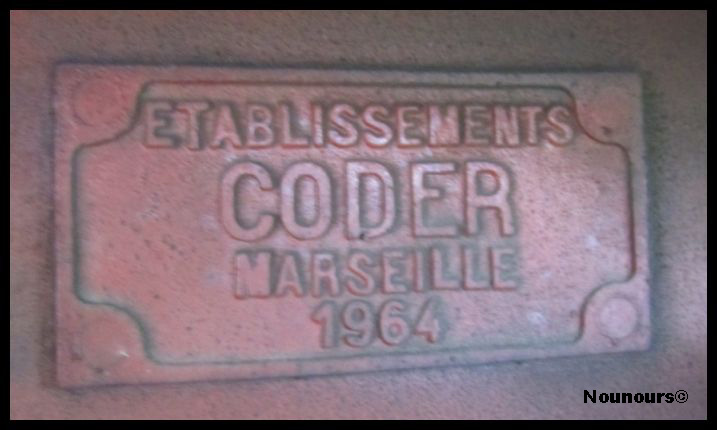 ETABLISSEMENTS
CODER
MARSEILLE
1964
Nounours©